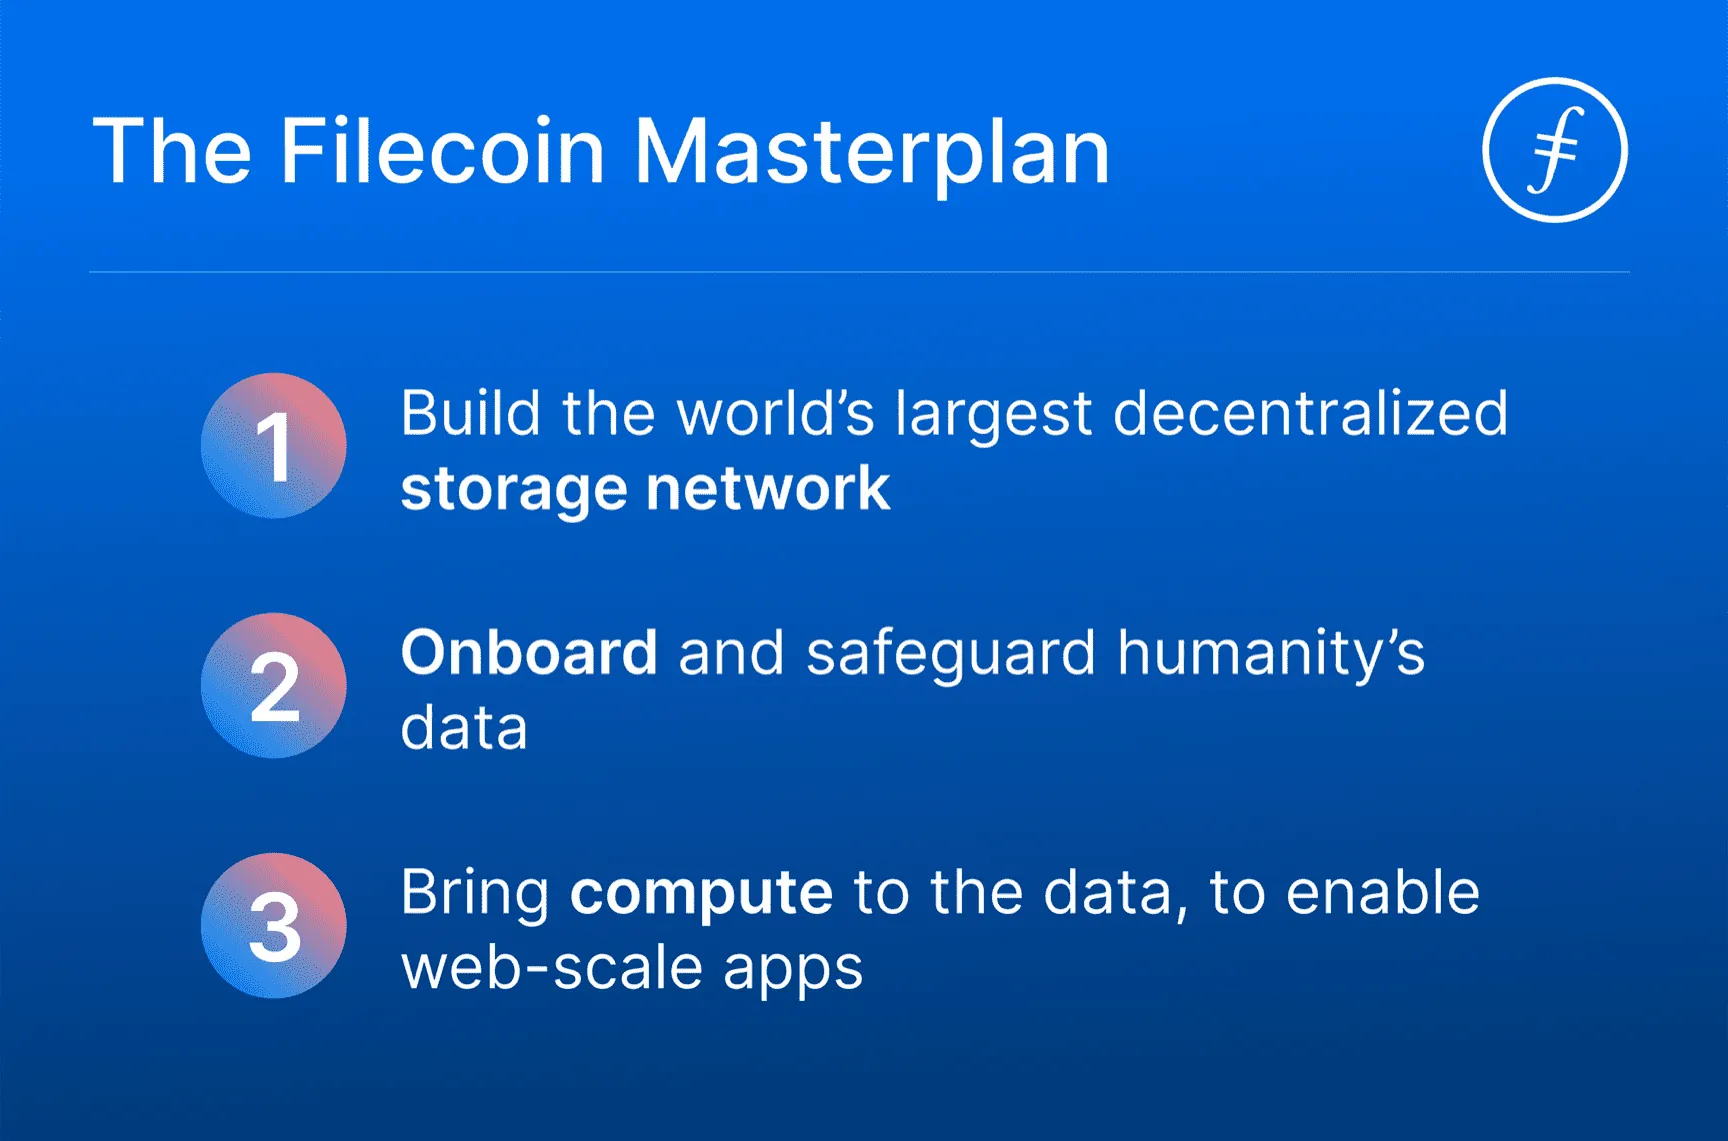 The Filecoin Masterplan
1
Build the world’s largest decentralized
storage network
2
Onboard and safeguard humanity’s
data
3
Bring compute to the data, to enable
web-scale apps